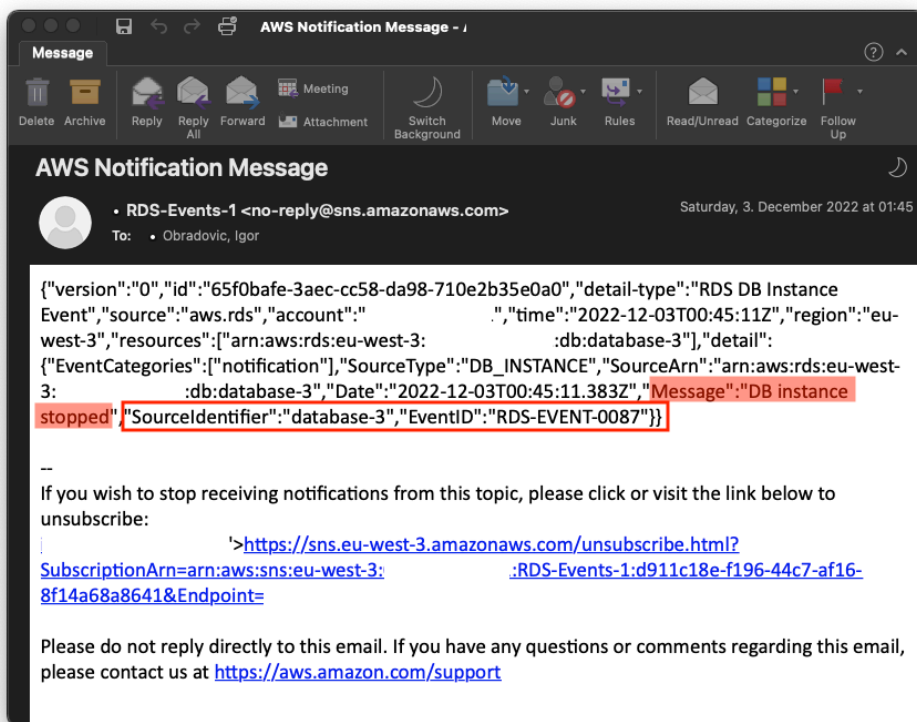 AWS Notification Message - A
Message
Delete
Archive
Reply
Reply All
Forward
Meeting
Attachment
Switch Background
Move
Junk
Rules
Read/Unread
Categorize
Follow Up
AWS Notification Message
• RDS-Events-1 <no-reply@sns.amazonaws.com>
Saturday, 3. December 2022 at 01:45
To: • Obradovic, Igor
{"version":"0","id":"65f0bafe-3aec-cc58-da98-710e2b35e0a0","detail-type":"RDS DB Instance
Event","source":"aws.rds","account":" ","time":"2022-12-03T00:45:11Z","region":"eu-
west-3","resources":["arn:aws:rds:eu-west-3: :db:database-3"],"detail":
{"EventCategories":["notification"],"SourceType":"DB_INSTANCE","SourceArn":"arn:aws:rds:eu-west-
3: :db:database-3","Date":"2022-12-03T00:45:11.383Z","Message":"DB instance
stopped","SourceIdentifier":"database-3","EventID":"RDS-EVENT-0087"}}
--
If you wish to stop receiving notifications from this topic, please click or visit the link below to
unsubscribe:
'>https://sns.eu-west-3.amazonaws.com/unsubscribe.html?
SubscriptionArn=arn:aws:sns:eu-west-3: :RDS-Events-1:d911c18e-f196-44c7-af16-
8f14a68a8641&Endpoint=
Please do not reply directly to this email. If you have any questions or comments regarding this email,
please contact us at https://aws.amazon.com/support